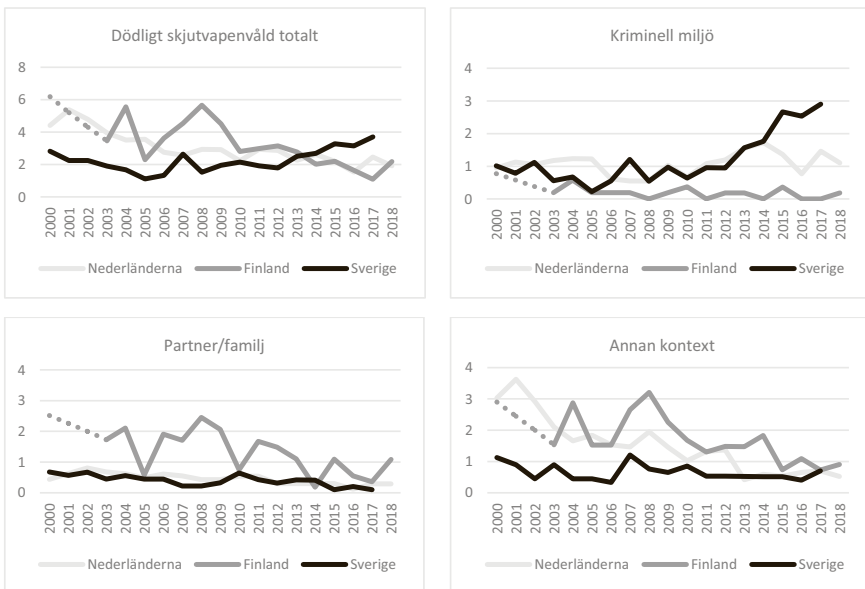 Dödligt skjutvapenvåld totalt
8
6
4
2
0
2000 2001 2002 2003 2004 2005 2006 2007 2008 2009 2010 2011 2012 2013 2014 2015 2016 2017 2018
Nederländerna Finland Sverige
Kriminell miljö
4
3
2
1
0
2000 2001 2002 2003 2004 2005 2006 2007 2008 2009 2010 2011 2012 2013 2014 2015 2016 2017 2018
Nederländerna Finland Sverige
Partner/familj
4
3
2
1
0
2000 2001 2002 2003 2004 2005 2006 2007 2008 2009 2010 2011 2012 2013 2014 2015 2016 2017 2018
Nederländerna Finland Sverige
Annan kontext
4
3
2
1
0
2000 2001 2002 2003 2004 2005 2006 2007 2008 2009 2010 2011 2012 2013 2014 2015 2016 2017 2018
Nederländerna Finland Sverige